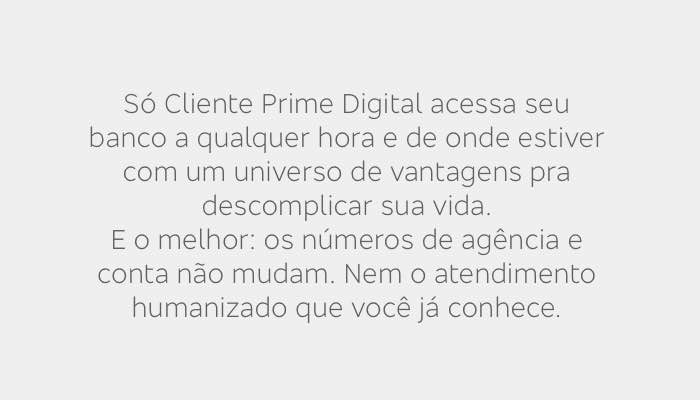 Só Cliente Prime Digital acessa seu
banco a qualquer hora e de onde estiver
com um universo de vantagens pra
descomplicar sua vida.
E o melhor: os números de agência e
conta não mudam. Nem o atendimento
humanizado que você já conhece.